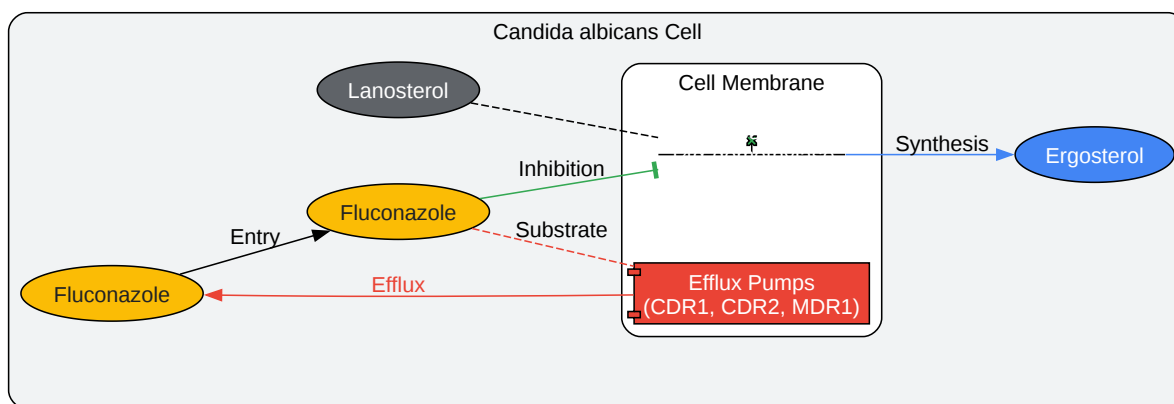 Candida albicans Cell
Lanosterol
Cell Membrane
Synthesis
Ergosterol
Inhibition
Fluconazole
Substrate
Entry
Fluconazole
Efflux
Efflux Pumps
(CDR1, CDR2, MDR1)